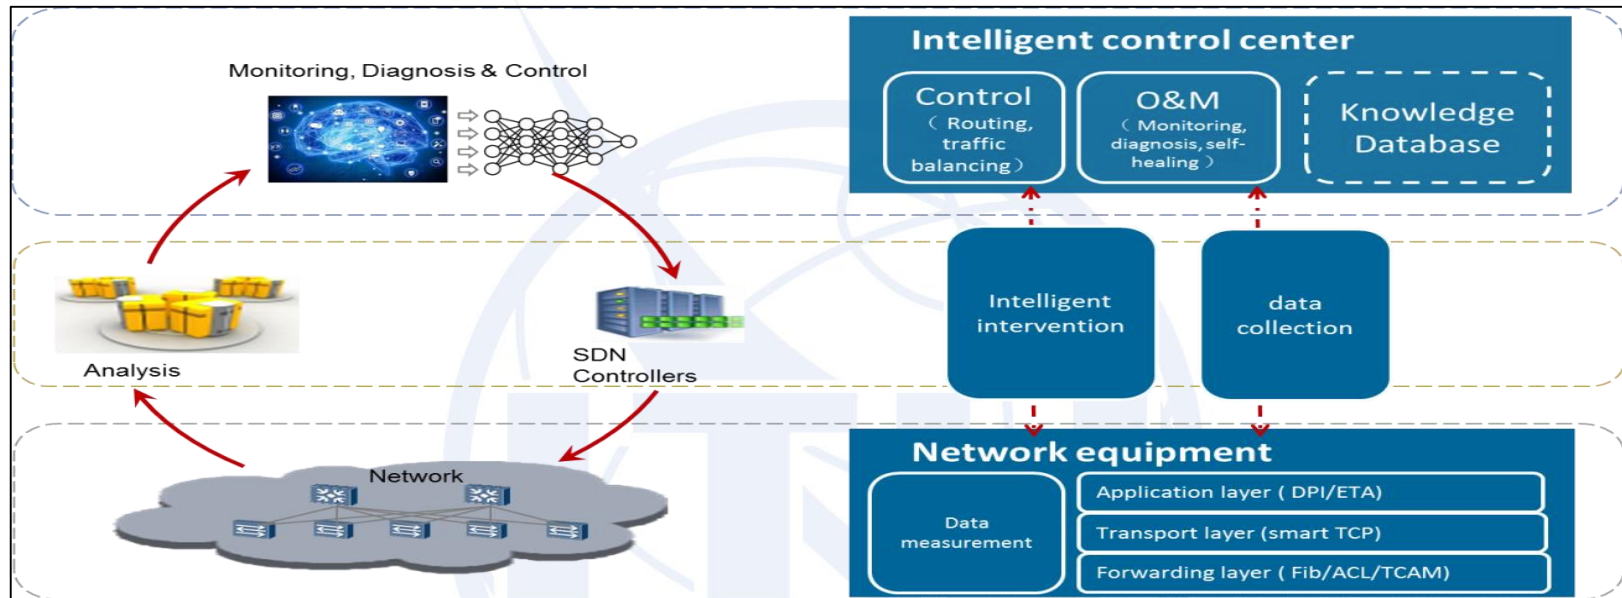 Monitoring, Diagnosis & Control
Analysis
SDN
Controllers
Network
Intelligent control center
Control
（ Routing,
traffic
balancing）
O&M
（ Monitoring,
diagnosis, self-
healing ）
Knowledge
Database
Intelligent
intervention
data
collection
Network equipment
Data
measurement
Application layer ( DPI/ETA)
Transport layer (smart TCP)
Forwarding layer ( Fib/ACL/TCAM)
ITU